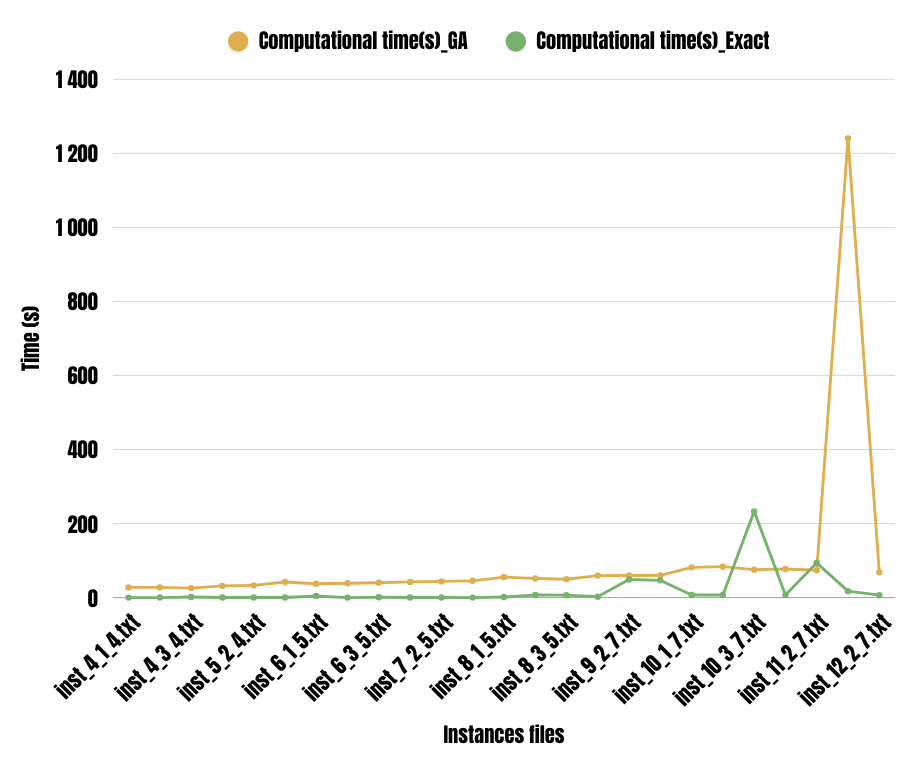 Computational time(s)_GA Computational time(s)_Exact
1 400
1 200
1 000
800
600
400
200
0
Time (s)
inst_4_1_4.txt
inst_4_3_4.txt
inst_5_2_4.txt
inst_6_1_5.txt
inst_6_3_5.txt
inst_7_2_5.txt
inst_8_1_5.txt
inst_8_3_5.txt
inst_9_2_7.txt
inst_10_1_7.txt
inst_10_3_7.txt
inst_11_2_7.txt
inst_12_2_7.txt
Instances files